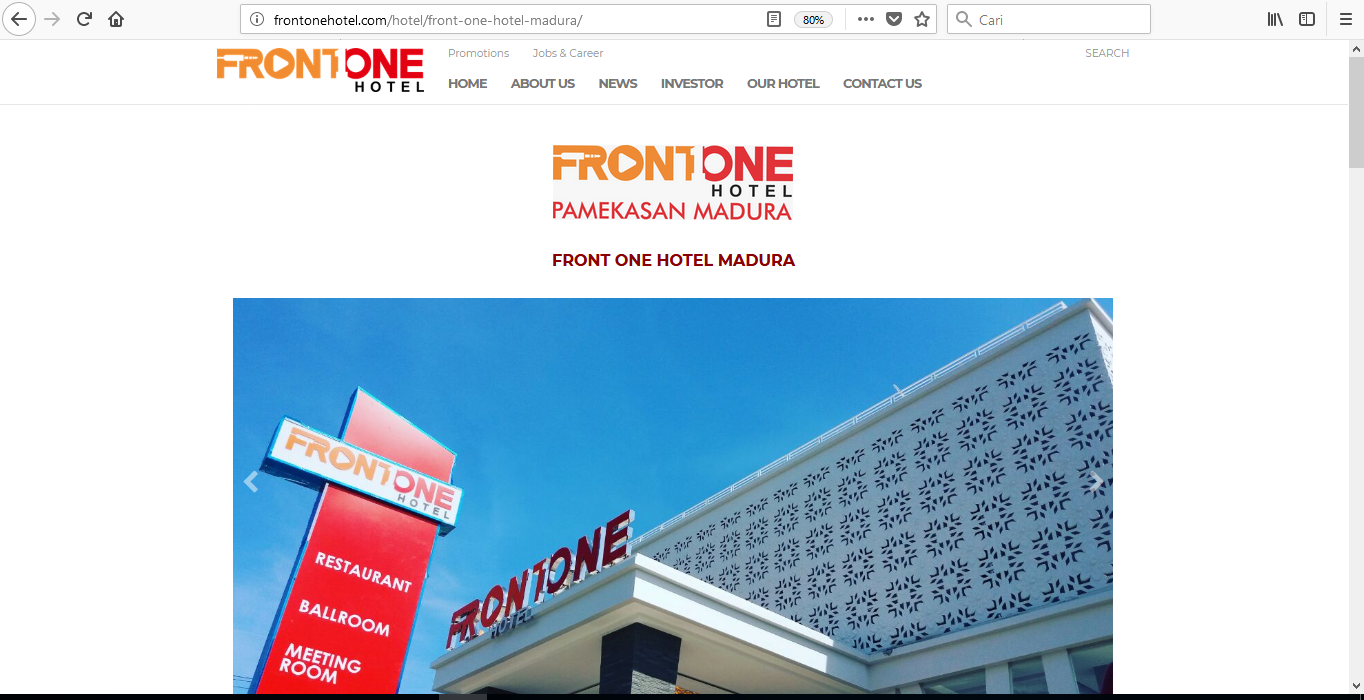 frontonehotel.com/hotel/front-one-hotel-madura/
80%
Cari
FRONTONE
HOTEL
Promotions
Jobs & Career
SEARCH
HOME
ABOUT US
NEWS
INVESTOR
OUR HOTEL
CONTACT US
FRONTONE
HOTEL
PAMEKASAN MADURA
FRONT ONE HOTEL MADURA
FRONTONE
HOTEL
RESTAURANT
BALLROOM
MEETING
ROOM
FRONTONE
HOTEL